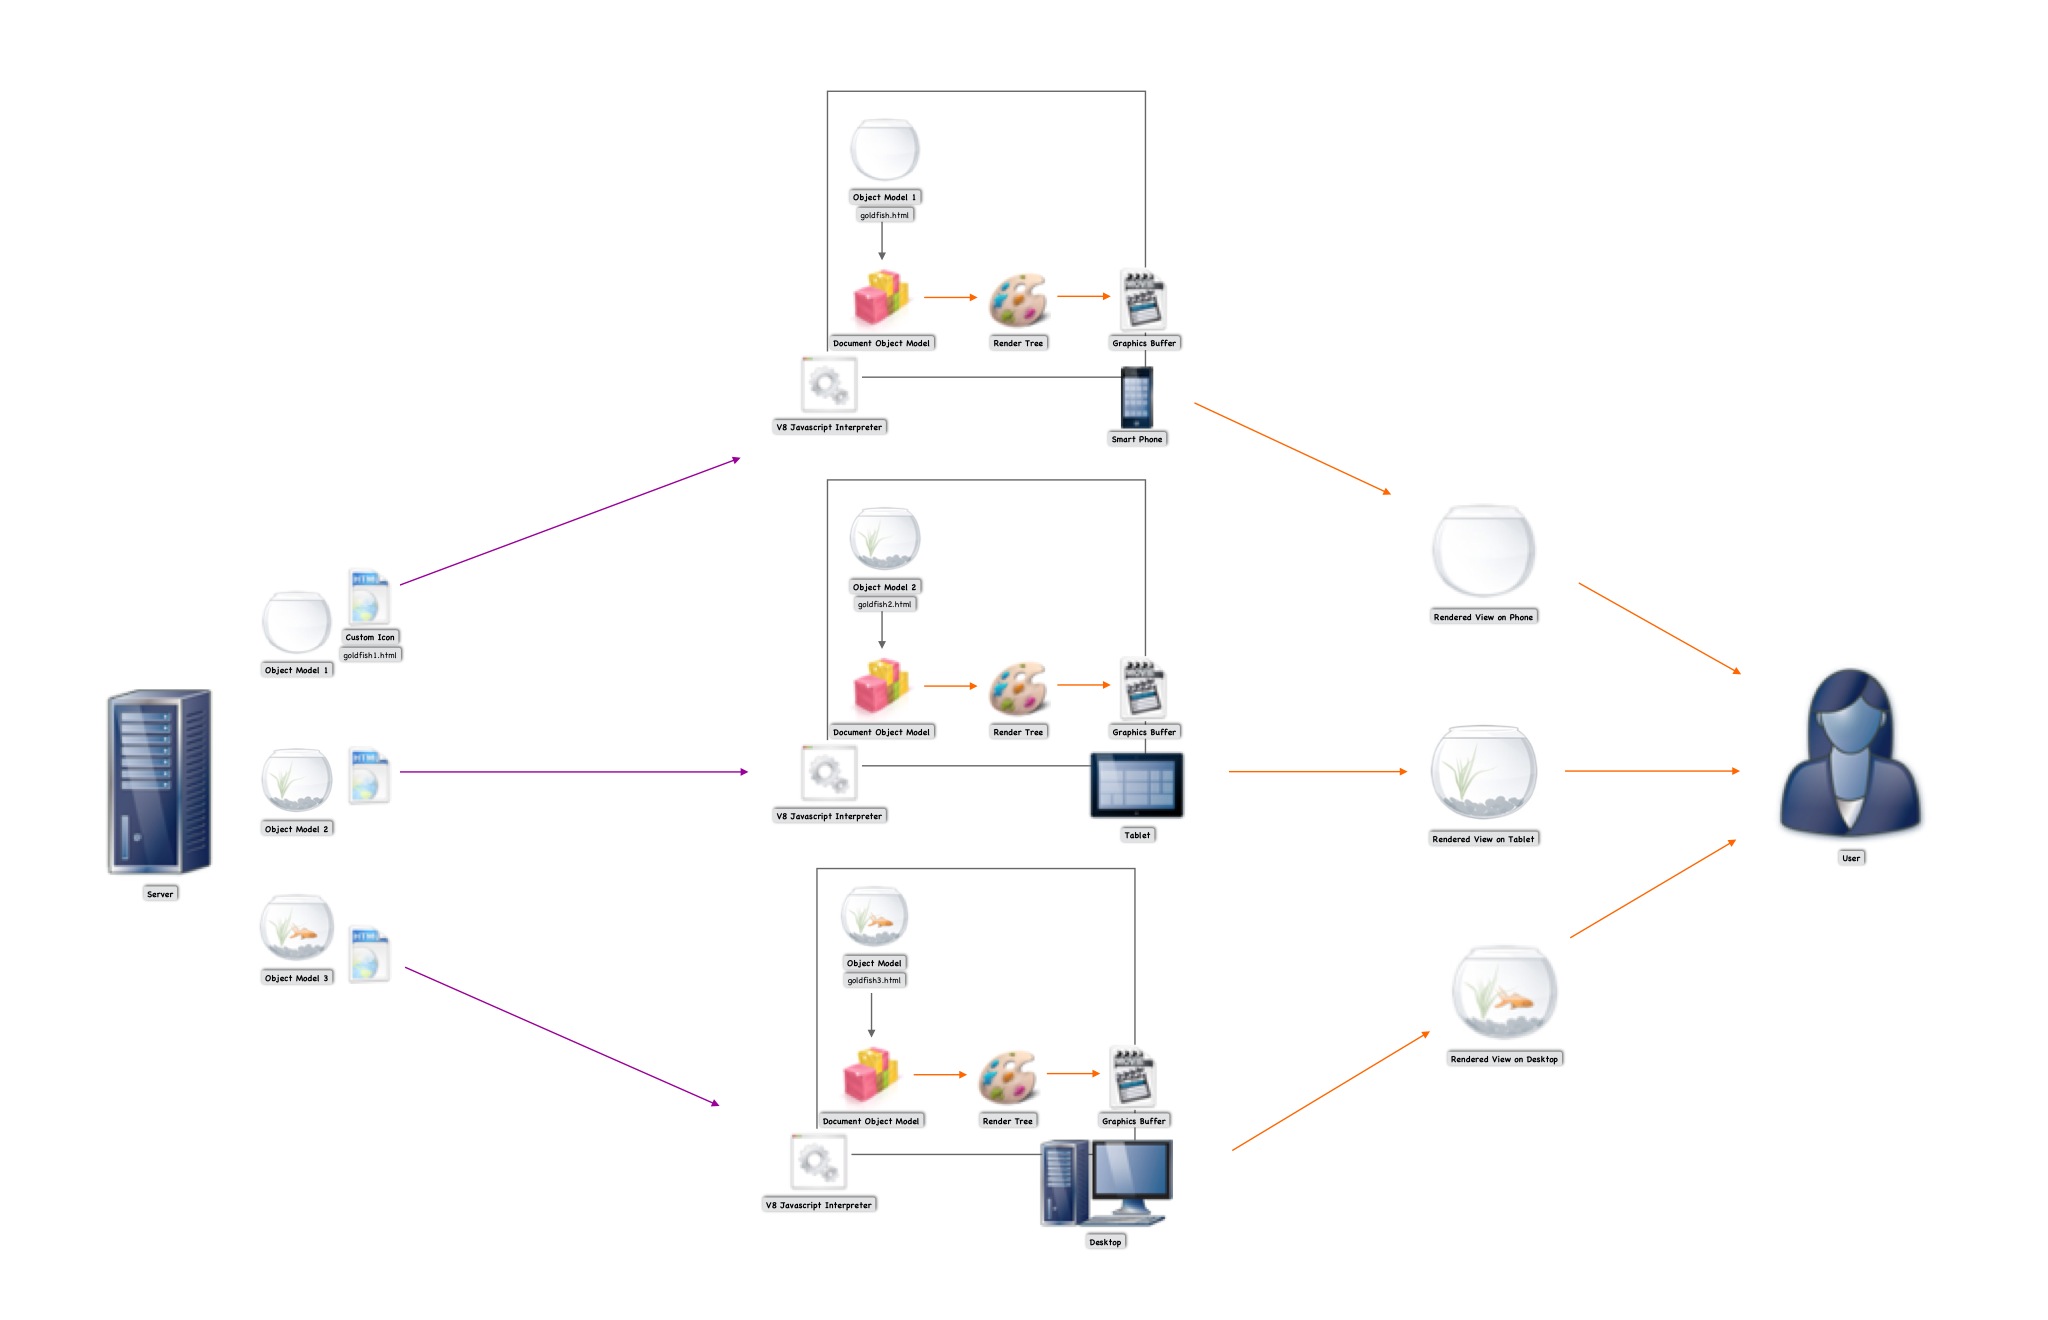 Object Model 1
goldfish.html
Document Object Model
Render Tree
Graphics Buffer
V8 Javascript Interpreter
Smart Phone
Custom Icon
goldfish1.html
Object Model 1
Object Model 2
Object Model 3
Server
Object Model 2
goldfish2.html
Document Object Model
Render Tree
Graphics Buffer
V8 Javascript Interpreter
Tablet
Object Model
goldfish3.html
Document Object Model
Render Tree
Graphics Buffer
V8 Javascript Interpreter
Desktop
Rendered View on Phone
Rendered View on Tablet
Rendered View on Desktop
User